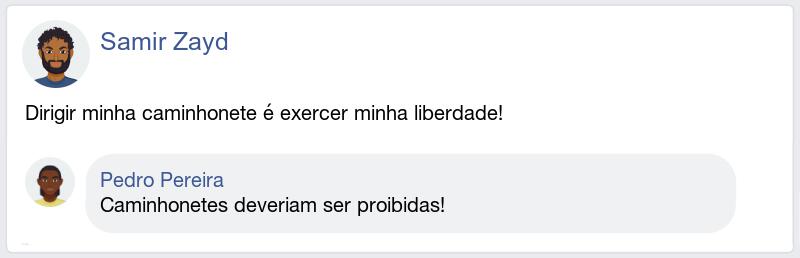 Samir Zayd
Dirigir minha caminhonete é exercer minha liberdade!
Pedro Pereira
Caminhonetes deveriam ser proibidas!